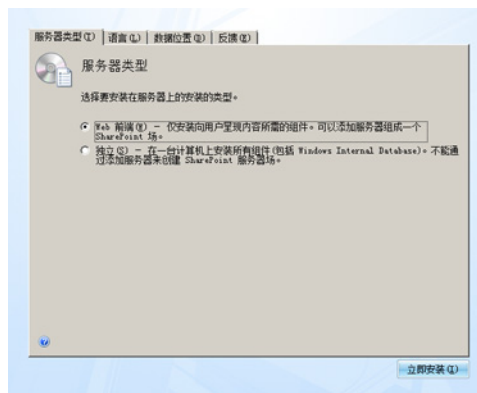 服务器类型(T) 语言(L) 数据位置(D) 反馈(K)
服务器类型
选择要安装在服务器上的安装的类型。
Web 前端(W) - 仅安装向用户呈现内容所需的组件。可以添加服务器组成一个
SharePoint 场。
独立(S) - 在一台计算机上安装所有组件(包括 Windows Internal Database)。不能通
过添加服务器来创建 SharePoint 服务器场。
立即安装(I)